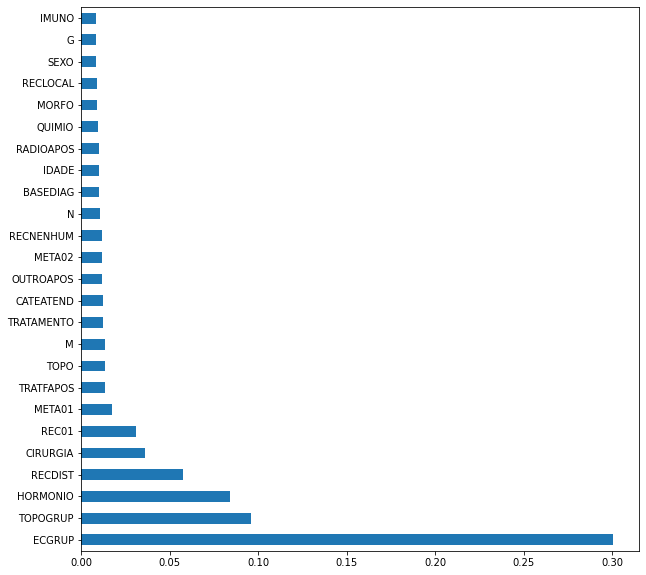 IMUNO
G
SEXO
RECLOCAL
MORFO
QUIMIO
RADIOAPOS
IDADE
BASEDIAG
N
RECNENHUM
META02
OUTROAPOS
CATEATEND
TRATAMENTO
M
TOPO
TRATFAPOS
META01
REC01
CIRURGIA
RECDIST
HORMONIO
TOPOGRUP
ECGRUP
0.00 0.05 0.10 0.15 0.20 0.25 0.30